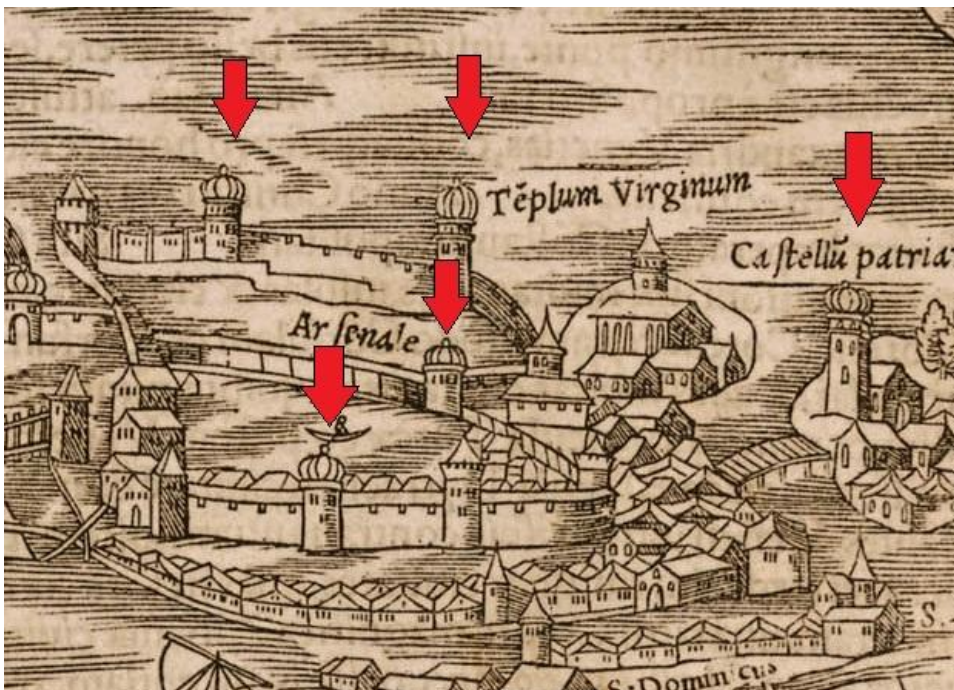 Tēplum Virginum
Caſtellū patria
Arſenale
S.
S. Dominicus